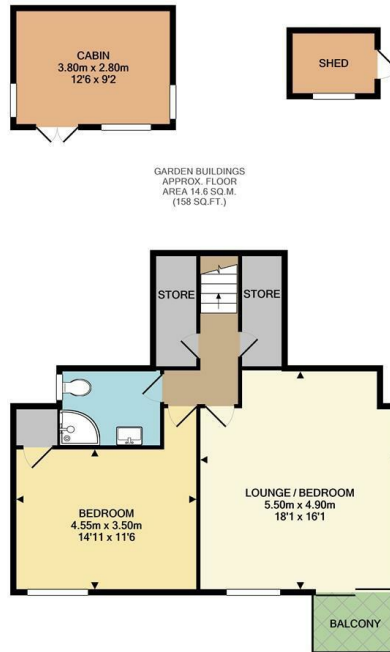 CABIN
3.80m x 2.80m
12'6 x 9'2
SHED
GARDEN BUILDINGS
APPROX. FLOOR
AREA 14.6 SQ.M.
(158 SQ.FT.)
STORE
STORE
LOUNGE / BEDROOM
5.50m x 4.90m
18'1 x 16'1
BEDROOM
4.55m x 3.50m
14'11 x 11'6
BALCONY